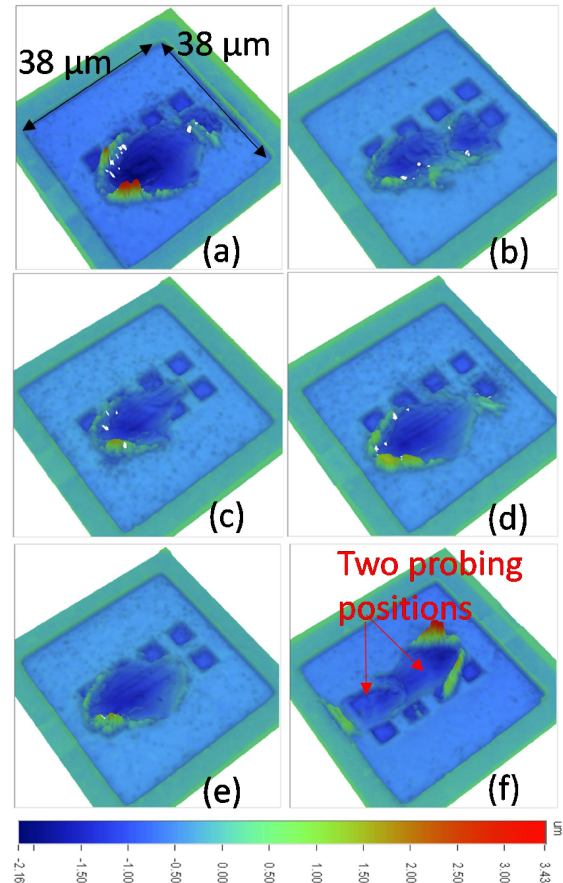 38 μm
38 μm
(a)
(b)
(c)
(d)
Two probing
positions
(e)
(f)
um
-2.16
-1.50
-1.00
-0.50
0.00
0.50
1.00
1.50
2.00
2.50
3.00
3.43